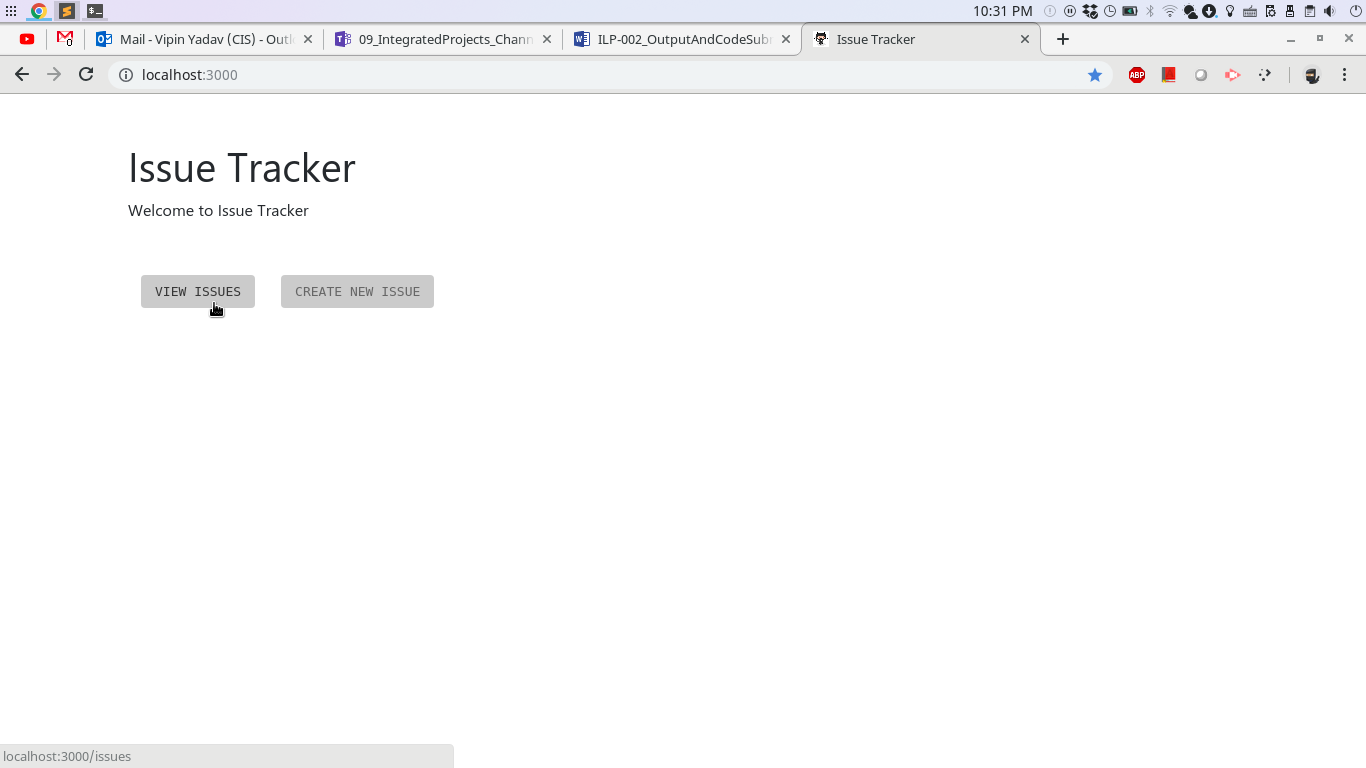 10:31 PM
Mail - Vipin Yadav (CIS) - Outl
09_IntegratedProjects_Chann
ILP-002_OutputAndCodeSub
Issue Tracker
localhost:3000
ABP
Issue Tracker
Welcome to Issue Tracker
VIEW ISSUES
CREATE NEW ISSUE
localhost:3000/issues